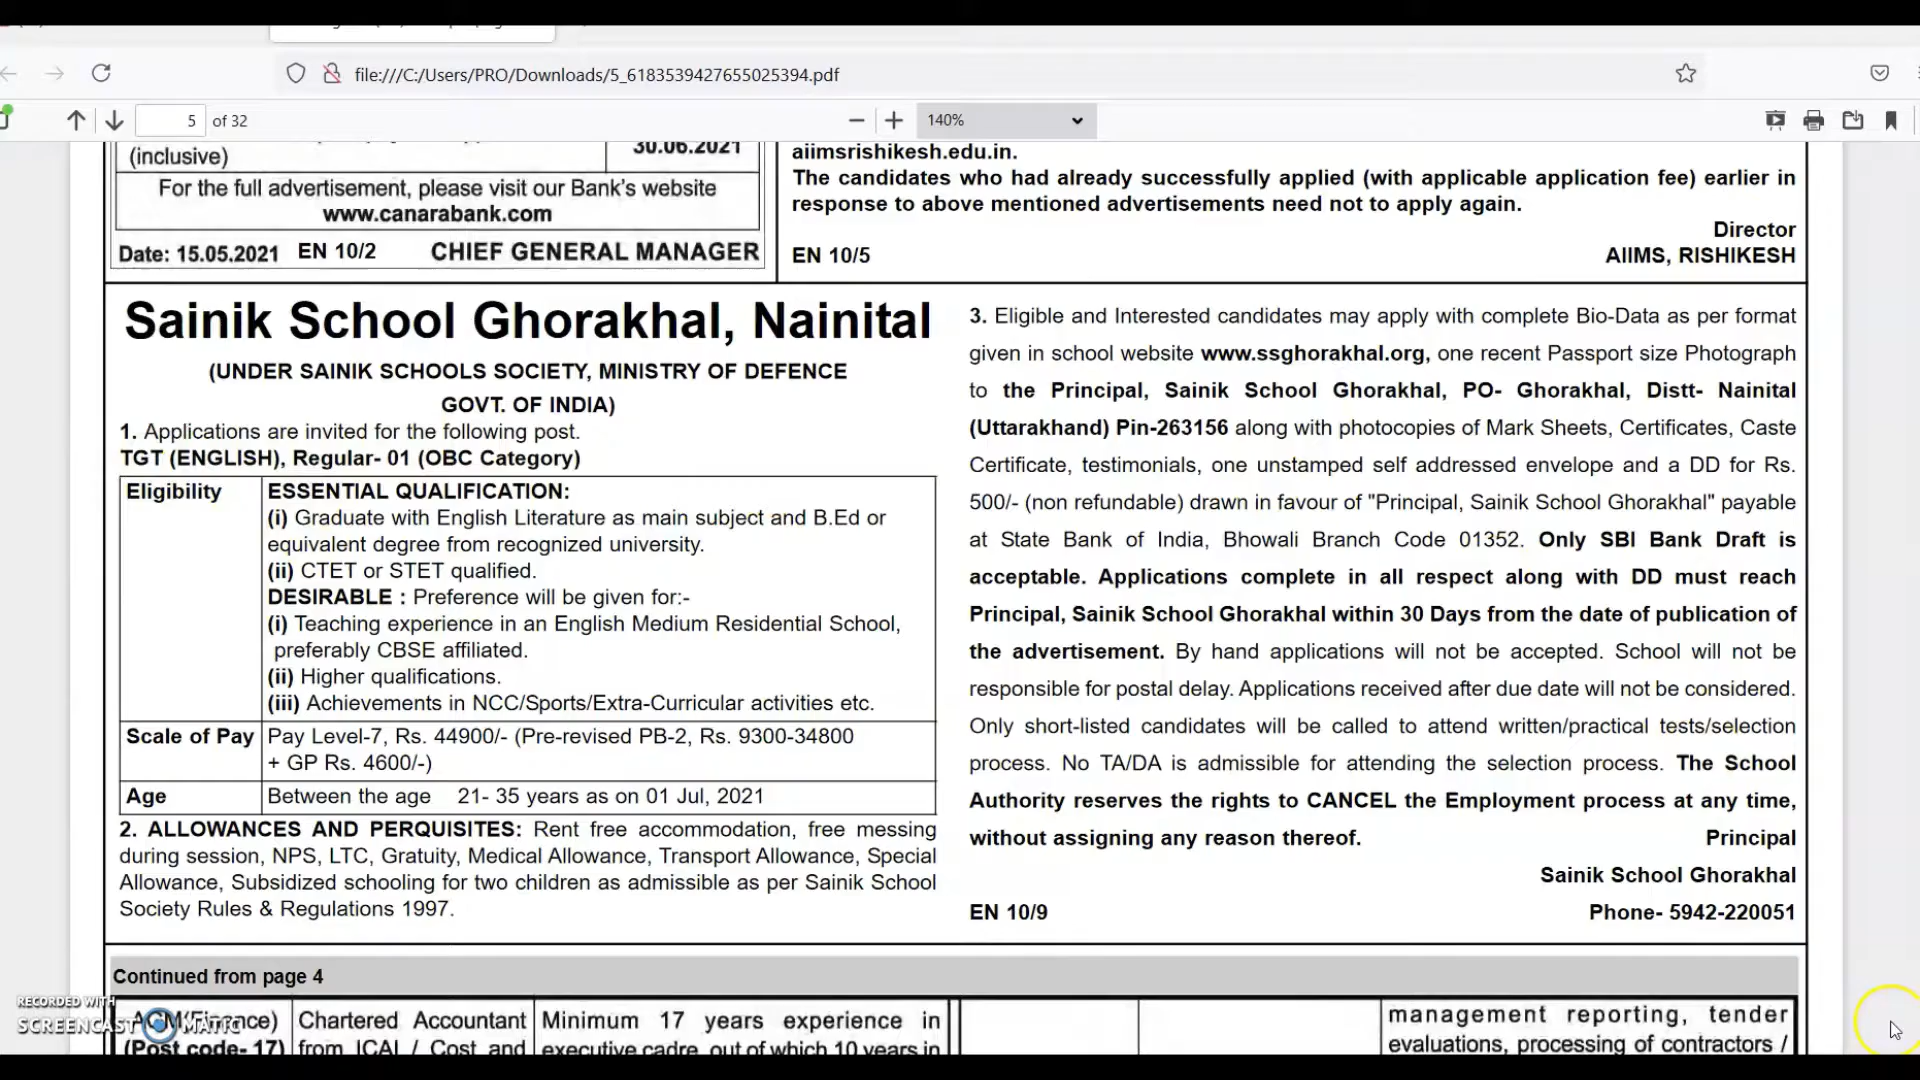 file:///C:/Users/PRO/Downloads/5_6183539427655025394.pdf
5 of 32
140%
(inclusive)
30.06.2021
For the full advertisement, please visit our Bank's website
www.canarabank.com
Date: 15.05.2021 EN 10/2 CHIEF GENERAL MANAGER
aiimsrishikesh.edu.in.
The candidates who had already successfully applied (with applicable application fee) earlier in
response to above mentioned advertisements need not to apply again.
Director
EN 10/5 AIIMS, RISHIKESH
Sainik School Ghorakhal, Nainital
(UNDER SAINIK SCHOOLS SOCIETY, MINISTRY OF DEFENCE
GOVT. OF INDIA)
1. Applications are invited for the following post.
TGT (ENGLISH), Regular- 01 (OBC Category)
Eligibility ESSENTIAL QUALIFICATION:
(i) Graduate with English Literature as main subject and B.Ed or
equivalent degree from recognized university.
(ii) CTET or STET qualified.
DESIRABLE : Preference will be given for:-
(i) Teaching experience in an English Medium Residential School,
preferably CBSE affiliated.
(ii) Higher qualifications.
(iii) Achievements in NCC/Sports/Extra-Curricular activities etc.
Scale of Pay Pay Level-7, Rs. 44900/- (Pre-revised PB-2, Rs. 9300-34800
+ GP Rs. 4600/-)
Age Between the age 21- 35 years as on 01 Jul, 2021
2. ALLOWANCES AND PERQUISITES: Rent free accommodation, free messing
during session, NPS, LTC, Gratuity, Medical Allowance, Transport Allowance, Special
Allowance, Subsidized schooling for two children as admissible as per Sainik School
Society Rules & Regulations 1997.
3. Eligible and Interested candidates may apply with complete Bio-Data as per format
given in school website www.ssghorakhal.org, one recent Passport size Photograph
to the Principal, Sainik School Ghorakhal, PO- Ghorakhal, Distt- Nainital
(Uttarakhand) Pin-263156 along with photocopies of Mark Sheets, Certificates, Caste
Certificate, testimonials, one unstamped self addressed envelope and a DD for Rs.
500/- (non refundable) drawn in favour of "Principal, Sainik School Ghorakhal" payable
at State Bank of India, Bhowali Branch Code 01352. Only SBI Bank Draft is
acceptable. Applications complete in all respect along with DD must reach
Principal, Sainik School Ghorakhal within 30 Days from the date of publication of
the advertisement. By hand applications will not be accepted. School will not be
responsible for postal delay. Applications received after due date will not be considered.
Only short-listed candidates will be called to attend written/practical tests/selection
process. No TA/DA is admissible for attending the selection process. The School
Authority reserves the rights to CANCEL the Employment process at any time,
without assigning any reason thereof. Principal
Sainik School Ghorakhal
EN 10/9 Phone- 5942-220051
Continued from page 4
AGM(Finance)
(Post code- 17)
Chartered Accountant
from ICAI / Cost and
Minimum 17 years experience in
executive cadre, out of which 10 years in
management reporting, tender
evaluations, processing of contractors /
RECORDED WITH
SCREENCAST MATIC